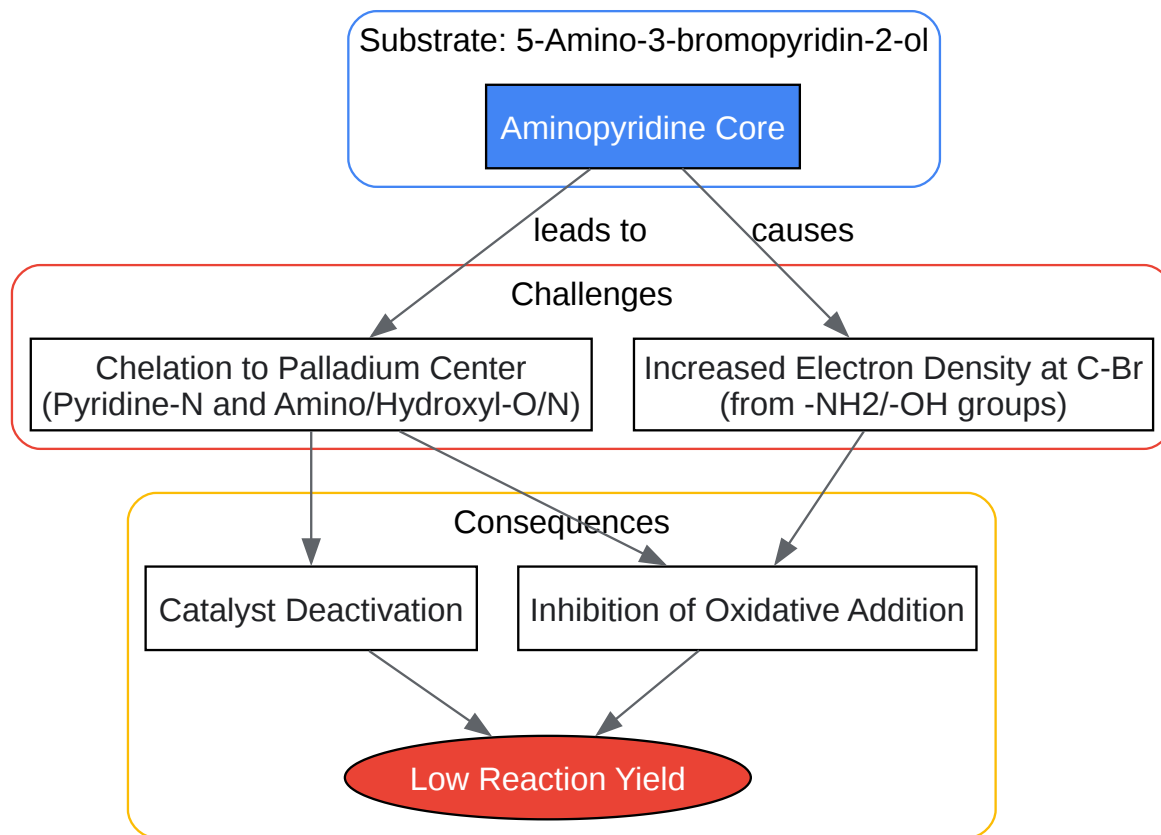 Substrate: 5-Amino-3-bromopyridin-2-ol
Aminopyridine Core
leads to
causes
Challenges
Chelation to Palladium Center
(Pyridine-N and Amino/Hydroxyl-O/N)
Increased Electron Density at C-Br
(from -NH2/-OH groups)
Consequences
Catalyst Deactivation
Inhibition of Oxidative Addition
Low Reaction Yield